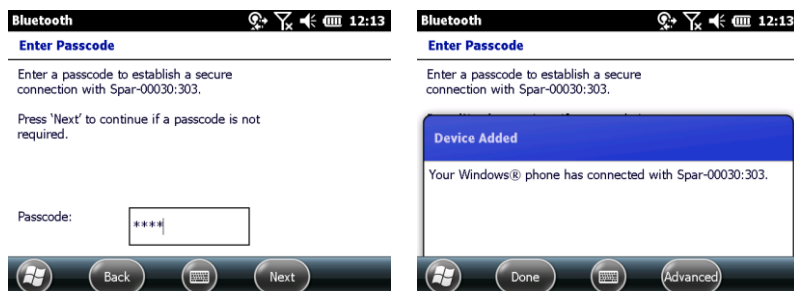 Bluetooth 12:13
Enter Passcode
Enter a passcode to establish a secure
connection with Spar-00030:303.
Press 'Next' to continue if a passcode is not
required.
Passcode: ****
Back Next
Bluetooth 12:13
Enter Passcode
Enter a passcode to establish a secure
connection with Spar-00030:303.
Device Added
Your Windows® phone has connected with Spar-00030:303.
Done Advanced